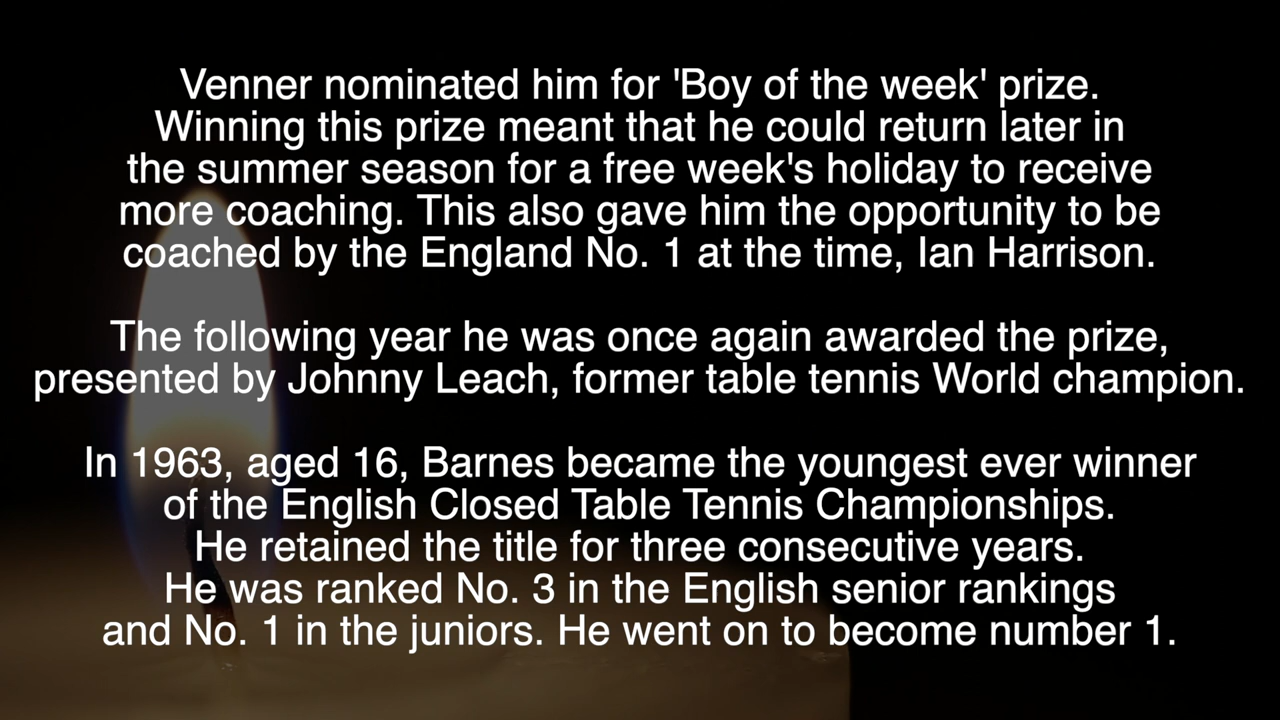 Venner nominated him for 'Boy of the week' prize.
Winning this prize meant that he could return later in
the summer season for a free week's holiday to receive
more coaching. This also gave him the opportunity to be
coached by the England No. 1 at the time, Ian Harrison.
The following year he was once again awarded the prize,
presented by Johnny Leach, former table tennis World champion.
In 1963, aged 16, Barnes became the youngest ever winner
of the English Closed Table Tennis Championships.
He retained the title for three consecutive years.
He was ranked No. 3 in the English senior rankings
and No. 1 in the juniors. He went on to become number 1.